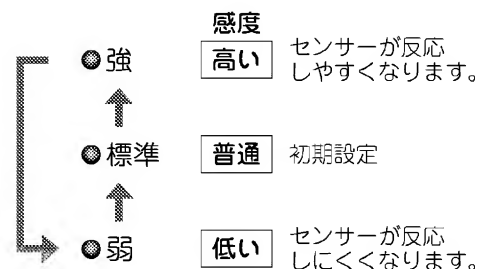 感度
強 高い センサーが反応
しやすくなります。
標準 普通 初期設定
弱 低い センサーが反応
しにくくなります。